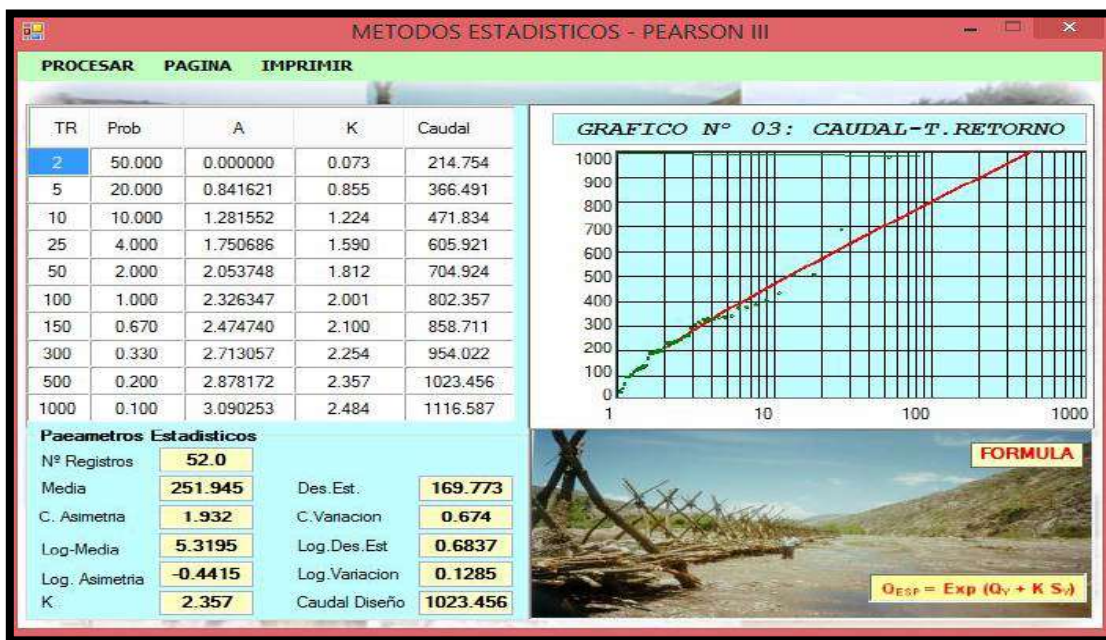 METODOS ESTADISTICOS - PEARSON III
PROCESAR PAGINA IMPRIMIR
TR Prob A K Caudal
2 50.000 0.000000 0.073 214.754
5 20.000 0.841621 0.855 366.491
10 10.000 1.281552 1.224 471.834
25 4.000 1.750686 1.590 605.921
50 2.000 2.053748 1.812 704.924
100 1.000 2.326347 2.001 802.357
150 0.670 2.474740 2.100 858.711
300 0.330 2.713057 2.254 954.022
500 0.200 2.878172 2.357 1023.456
1000 0.100 3.090253 2.484 1116.587
GRAFICO Nº 03: CAUDAL-T.RETORNO
1000
900
800
700
600
500
400
300
200
100
0
1 10 100 1000
Paeametros Estadisticos
Nº Registros 52.0
Media 251.945 Des.Est. 169.773
C. Asimetria 1.932 C.Variacion 0.674
Log-Media 5.3195 Log.Des.Est 0.6837
Log. Asimetria -0.4415 Log.Variacion 0.1285
K 2.357 Caudal Diseño 1023.456
FORMULA
QESP = Exp (QY + K SY)